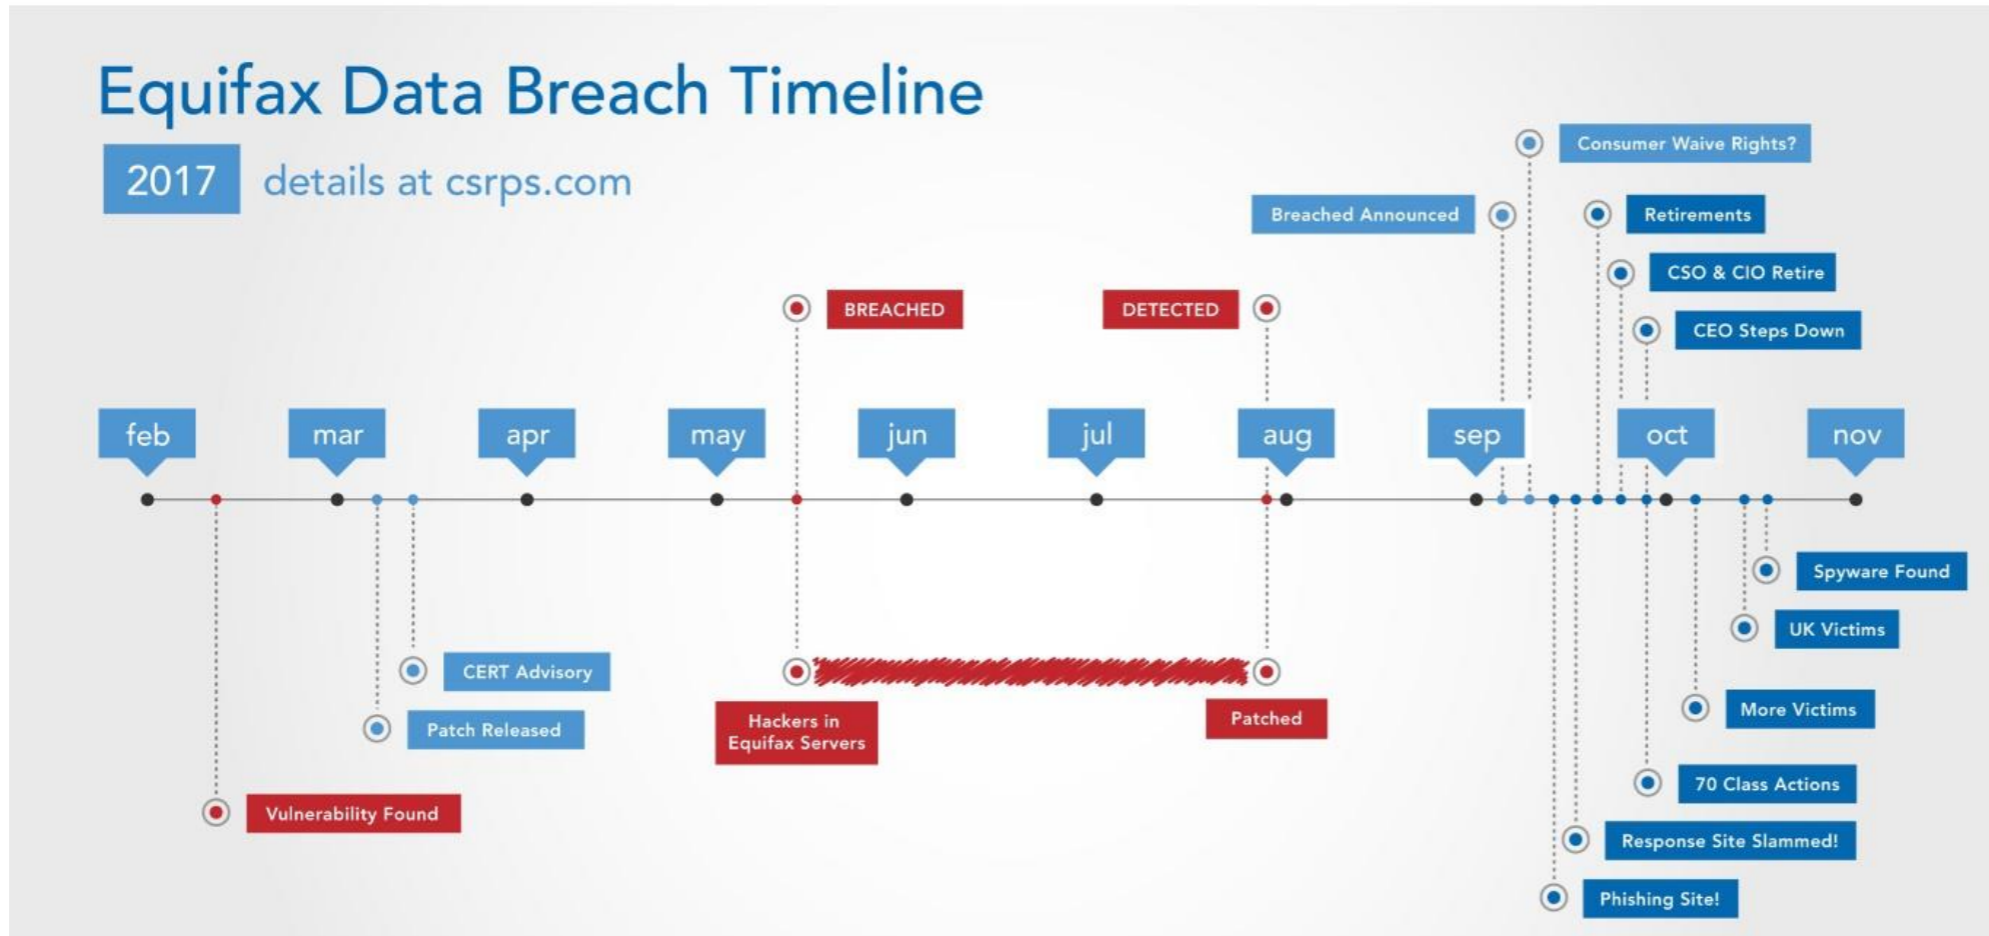 Equifax Data Breach Timeline
2017 details at csrps.com
Consumer Waive Rights?
Breached Announced
Retirements
CSO & CIO Retire
BREACHED
DETECTED
CEO Steps Down
feb mar apr may jun jul aug sep oct nov
Spyware Found
UK Victims
CERT Advisory
More Victims
Patch Released
Hackers in
Equifax Servers
Patched
70 Class Actions
Vulnerability Found
Response Site Slammed!
Phishing Site!